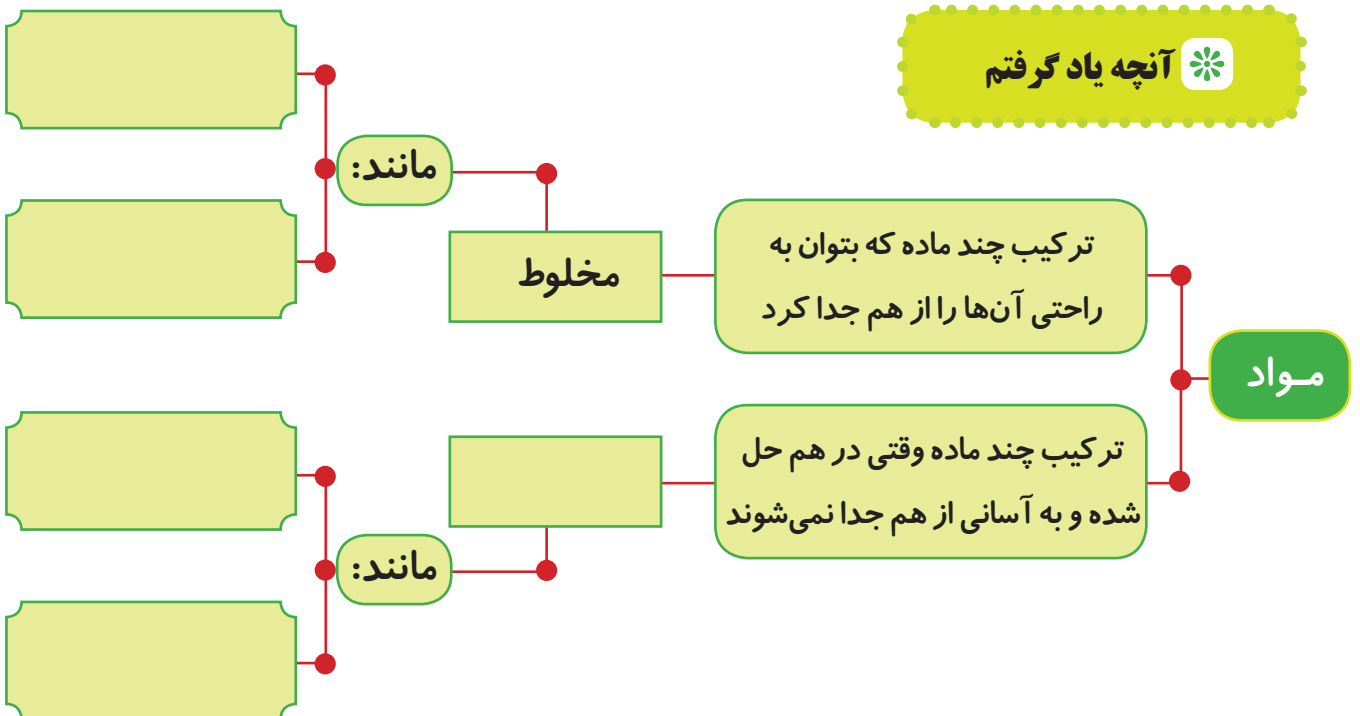 آنچه یاد گرفتم
مـواد
ترکیب چند ماده که بتوان به
راحتی آن‌ها را از هم جدا کرد
مخلوط
مانند:
ترکیب چند ماده وقتی در هم حل
شده و به آسانی از هم جدا نمی‌شوند
مانند: